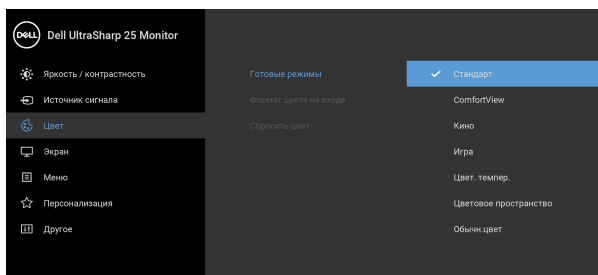 DELL
Dell UltraSharp 25 Monitor
Яркость / контрастность
Источник сигнала
Цвет
Экран
Меню
Персонализация
Другое
Готовые режимы
Формат цвета на входе
Сбросить цвет
Стандарт
ComfortView
Кино
Игра
Цвет. темпер.
Цветовое пространство
Обычн.цвет